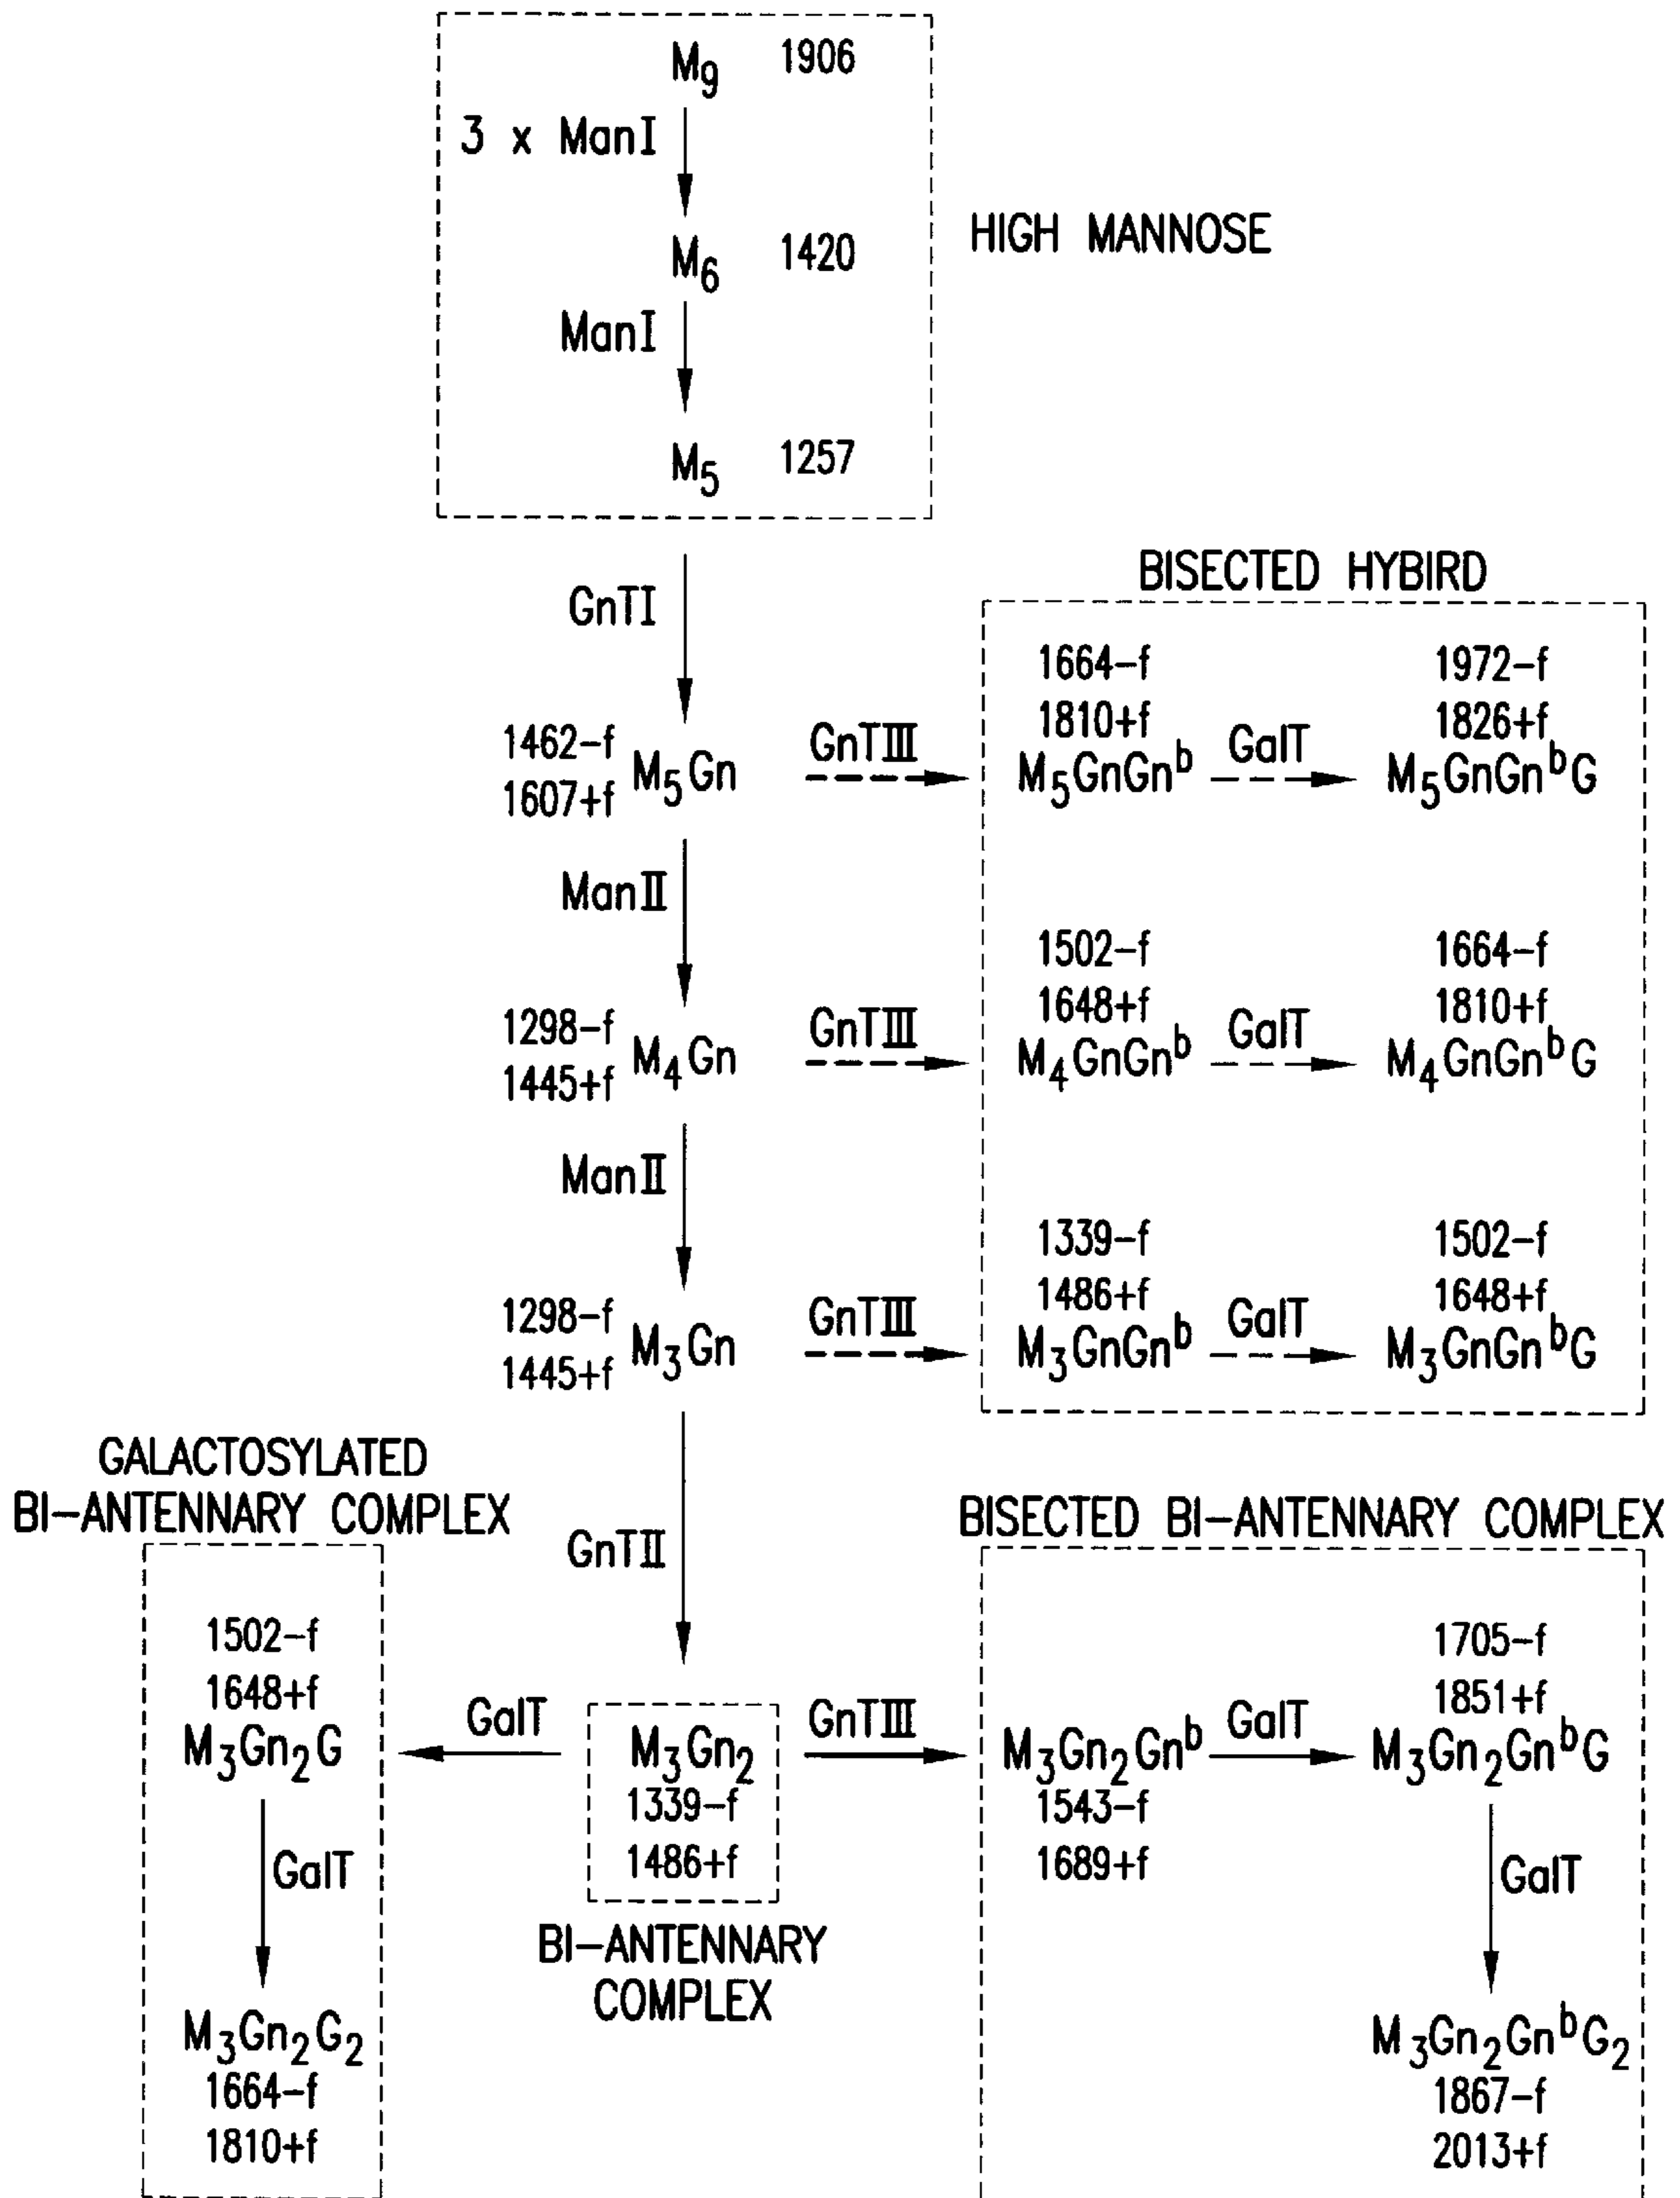 M₉ 1906
3 x ManI
M₆ 1420
HIGH MANNOSE
ManI
M₅ 1257
GnTI
BISECTED HYBIRD
1664-f 1972-f
1810+f 1826+f
1462-f
1607+f
M₅Gn GnTIII M₅GnGnᵇ GalT M₅GnGnᵇG
ManII
1502-f 1664-f
1648+f 1810+f
1298-f
1445+f
M₄Gn GnTIII M₄GnGnᵇ GalT M₄GnGnᵇG
ManII
1339-f 1502-f
1486+f 1648+f
1298-f
1445+f
M₃Gn GnTIII M₃GnGnᵇ GalT M₃GnGnᵇG
GALACTOSYLATED
BI-ANTENNARY COMPLEX
GnTII
BISECTED BI-ANTENNARY COMPLEX
1502-f
1648+f
M₃Gn₂G
GalT
M₃Gn₂
1339-f
1486+f
BI-ANTENNARY
COMPLEX
GnTIII
M₃Gn₂Gnᵇ
1543-f
1689+f
GalT
1705-f
1851+f
M₃Gn₂GnᵇG
GalT
M₃Gn₂G₂
1664-f
1810+f
GalT
M₃Gn₂GnᵇG₂
1867-f
2013+f